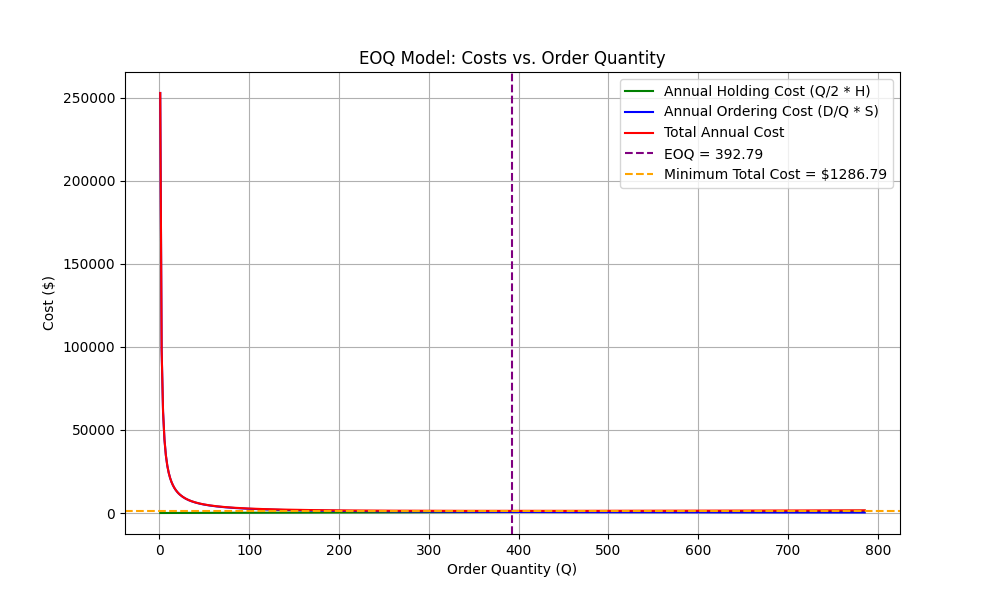 EOQ Model: Costs vs. Order Quantity
Annual Holding Cost (Q/2 * H)
Annual Ordering Cost (D/Q * S)
Total Annual Cost
EOQ = 392.79
Minimum Total Cost = $1286.79
Cost ($)
250000
200000
150000
100000
50000
0
0 100 200 300 400 500 600 700 800
Order Quantity (Q)